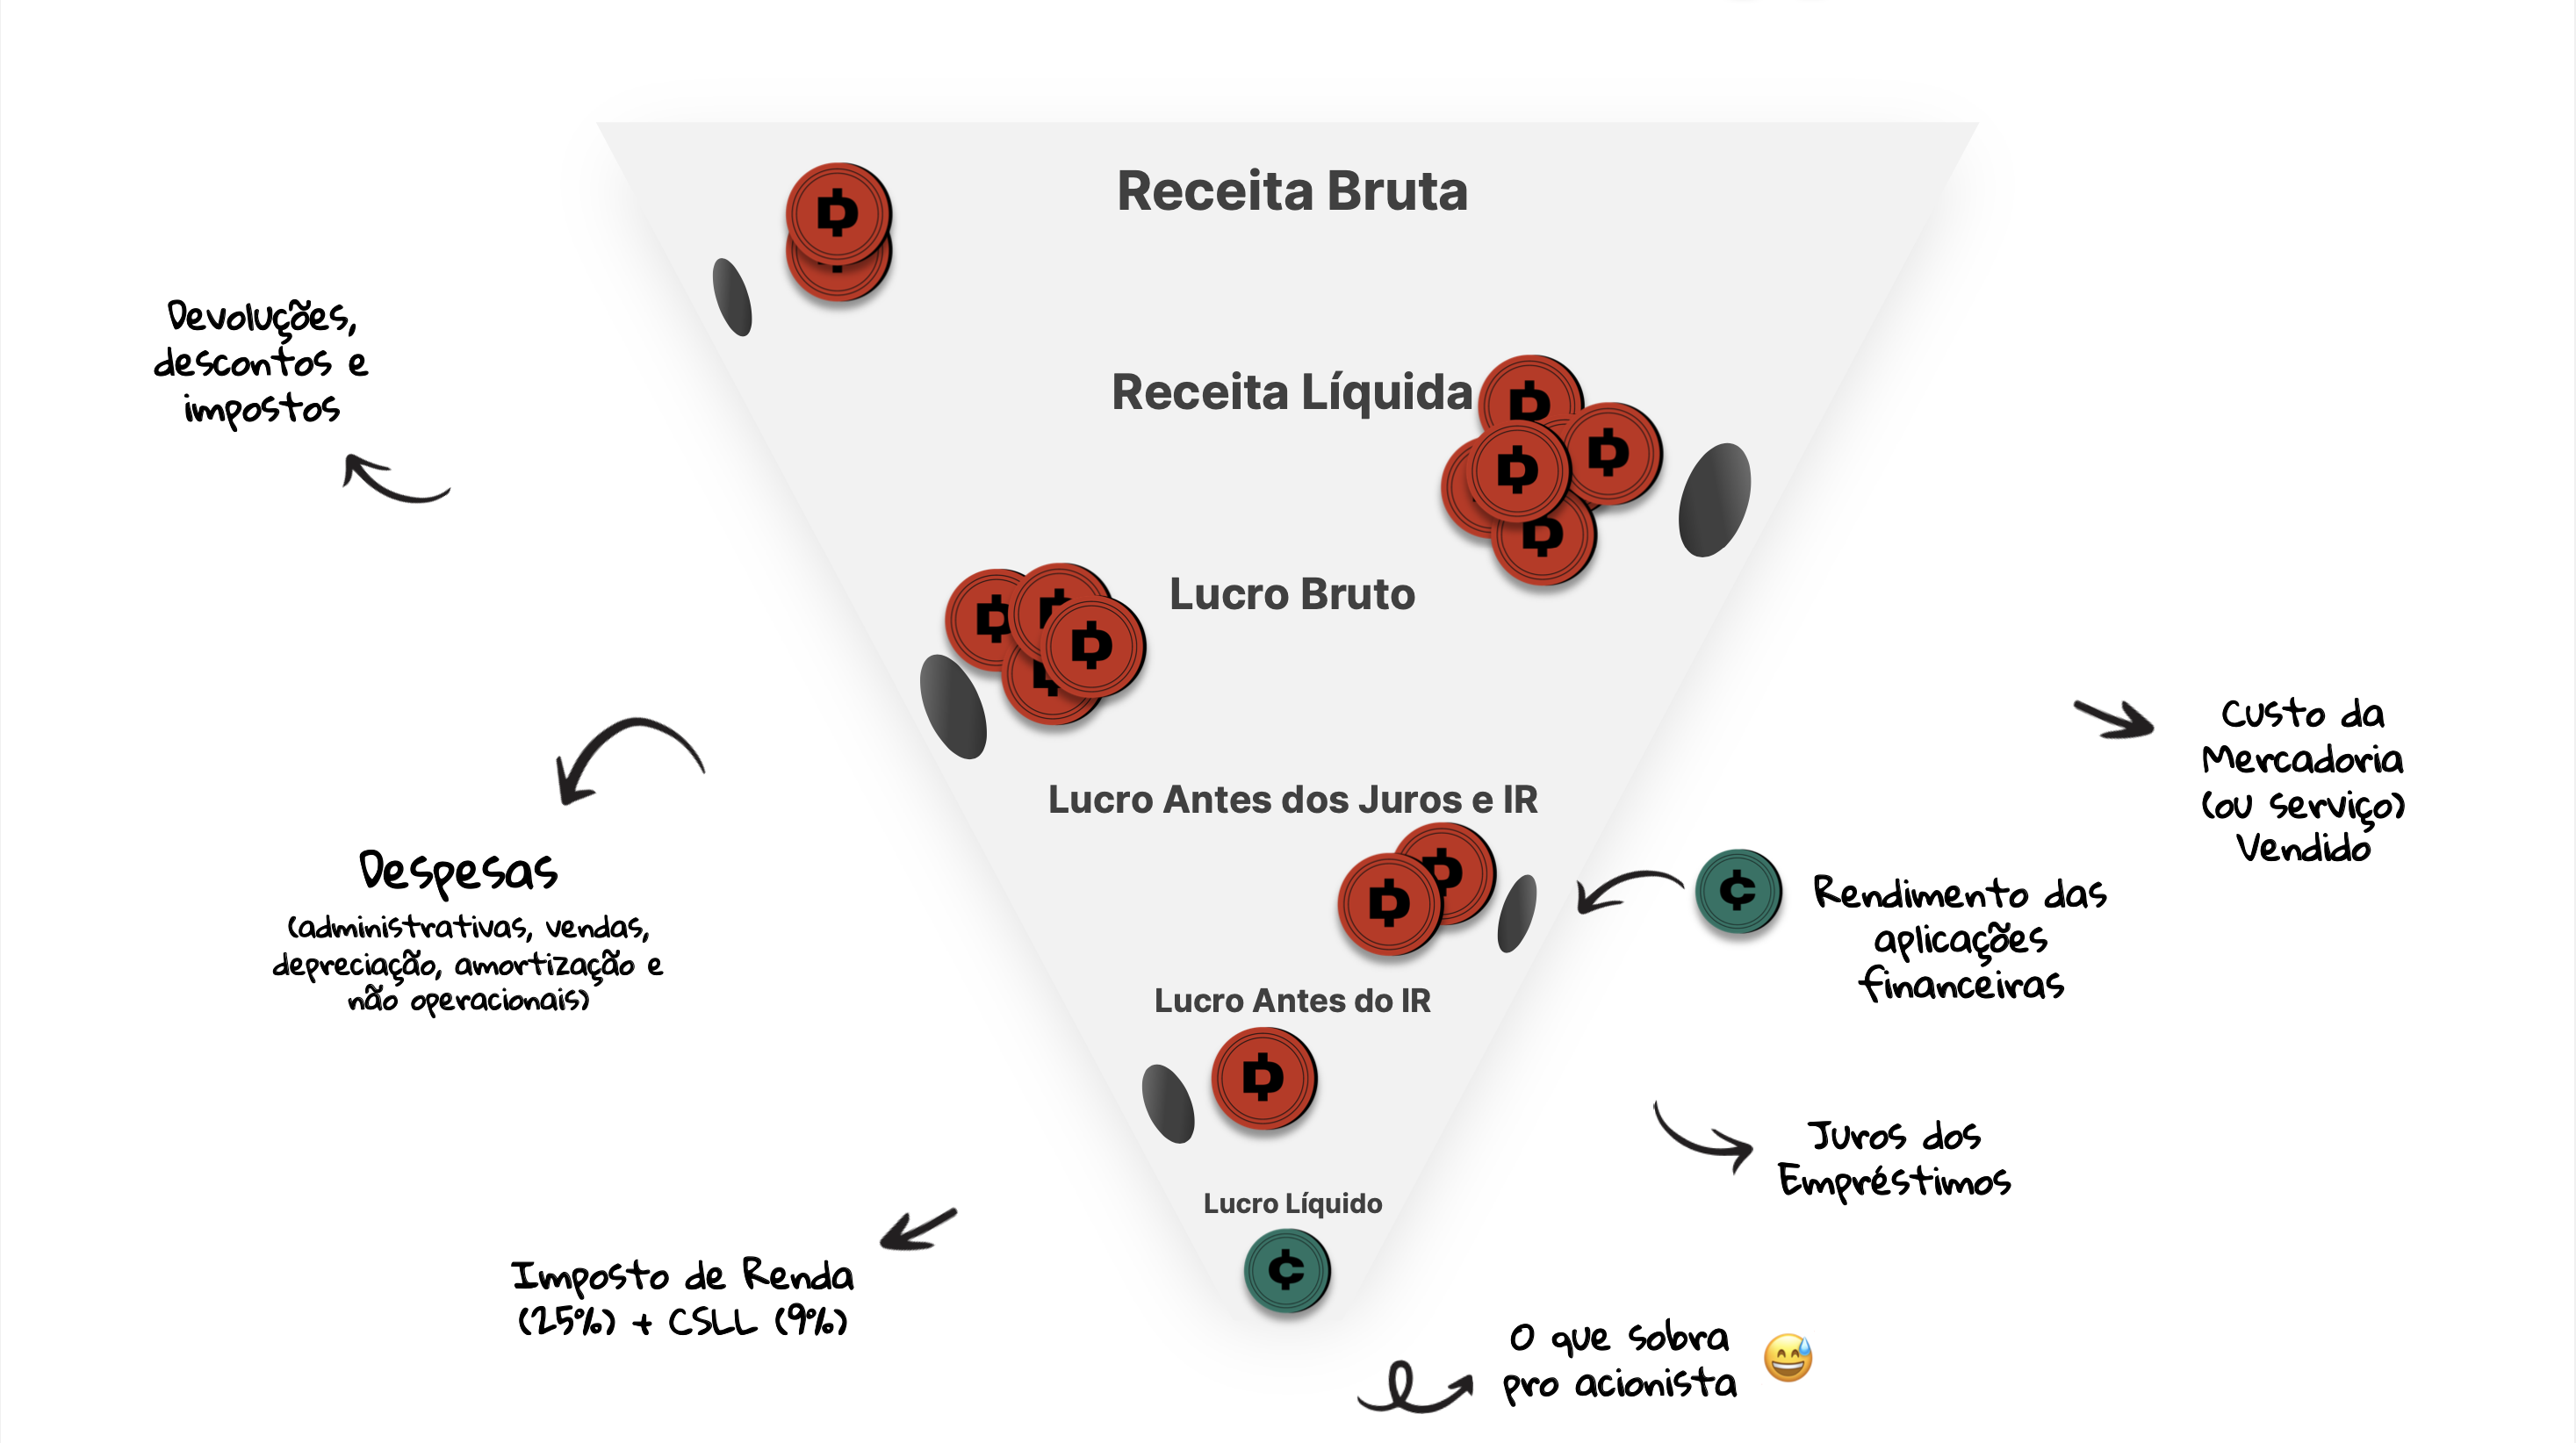 Receita Bruta
Devoluções,
descontos e
impostos
Receita Líquida
Lucro Bruto
Custo da
Mercadoria
(ou serviço)
Vendido
Despesas
(administrativas, vendas,
depreciação, amortização e
não operacionais)
Lucro Antes dos Juros e IR
Rendimento das
aplicações
financeiras
Lucro Antes do IR
Juros dos
Empréstimos
Lucro Líquido
Imposto de Renda
(25%) + CSLL (9%)
O que sobra
pro acionista